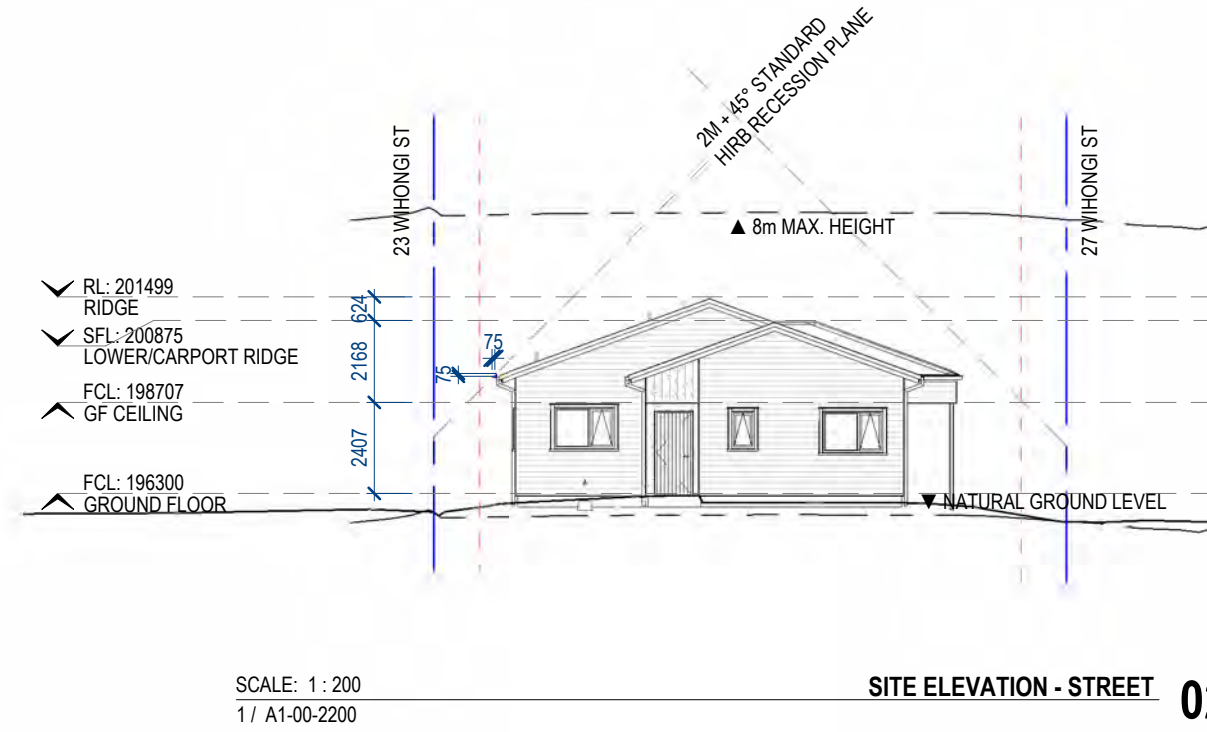 2M + 45° STANDARD
HIRB RECESSION PLANE
23 WIHONGI ST
27 WIHONGI ST
▲ 8m MAX. HEIGHT
RL: 201499
RIDGE
624
SFL: 200875
LOWER/CARPORT RIDGE
2168
75
75
FCL: 198707
GF CEILING
2407
FCL: 196300
GROUND FLOOR
▼ NATURAL GROUND LEVEL
SCALE: 1 : 200
SITE ELEVATION - STREET
1 / A1-00-2200